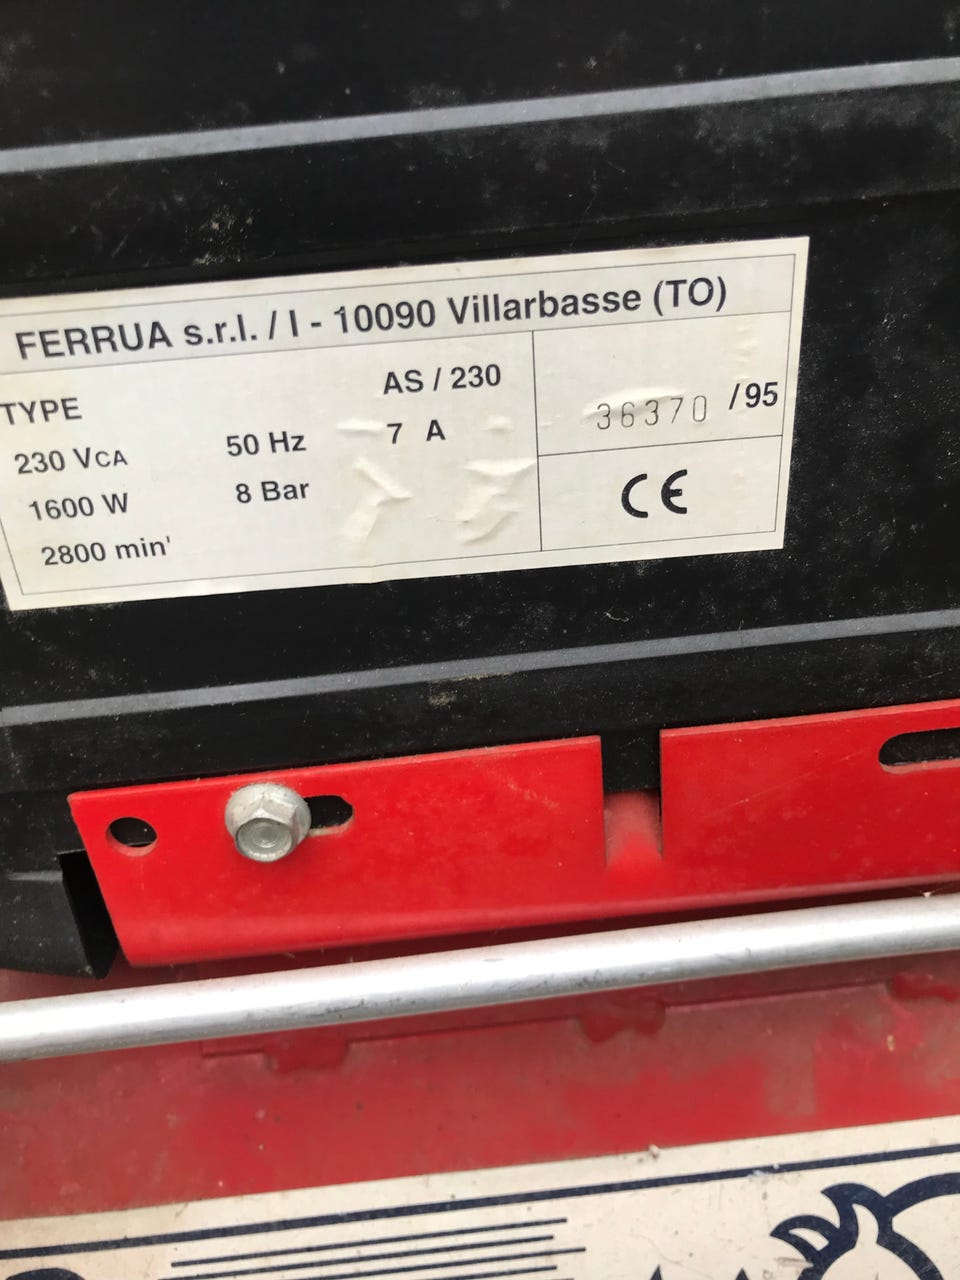 FERRUA s.r.l. / I - 10090 Villarbasse (TO)
TYPE AS / 230
230 VCA 50 Hz 7 A
1600 W 8 Bar
2800 min'
36370 /95
CE